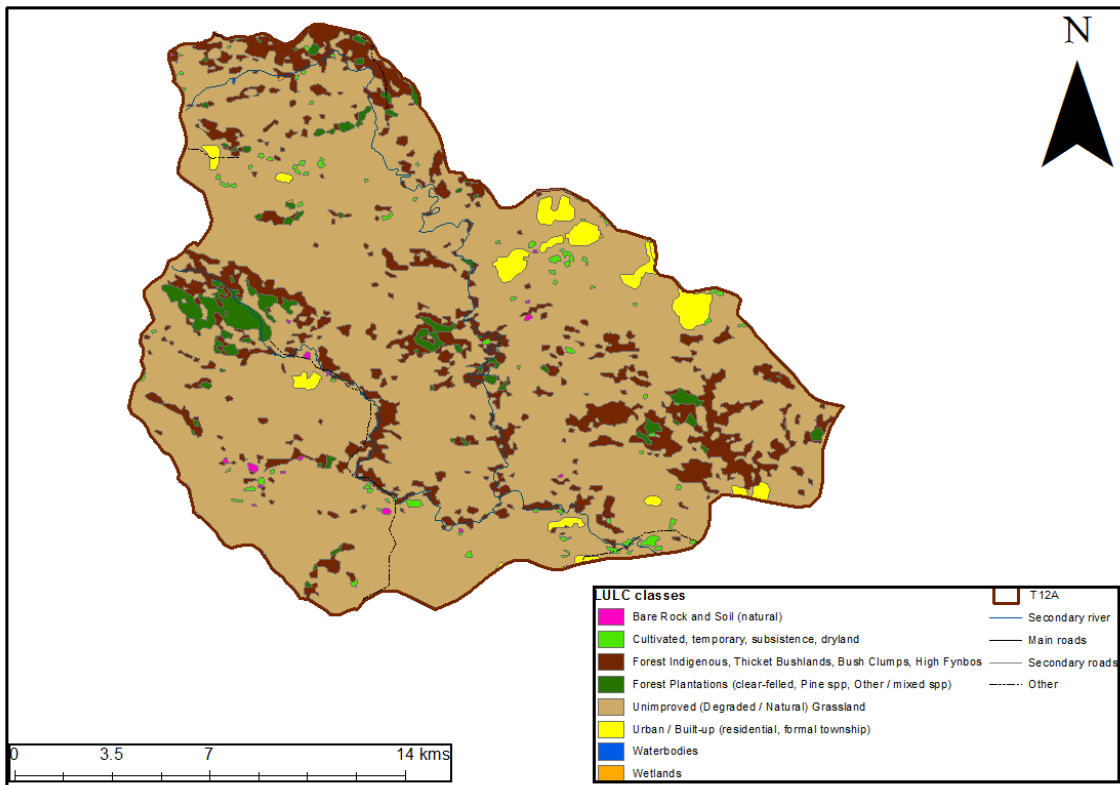 N
LULC classes
Bare Rock and Soil (natural)
Cultivated, temporary, subsistence, dryland
Forest Indigenous, Thicket Bushlands, Bush Clumps, High Fynbos
Forest Plantations (clear-felled, Pine spp, Other / mixed spp)
Unimproved (Degraded / Natural) Grassland
Urban / Built-up (residential, formal township)
Waterbodies
Wetlands
T12A
Secondary river
Main roads
Secondary roads
Other
0 3.5 7 14 kms